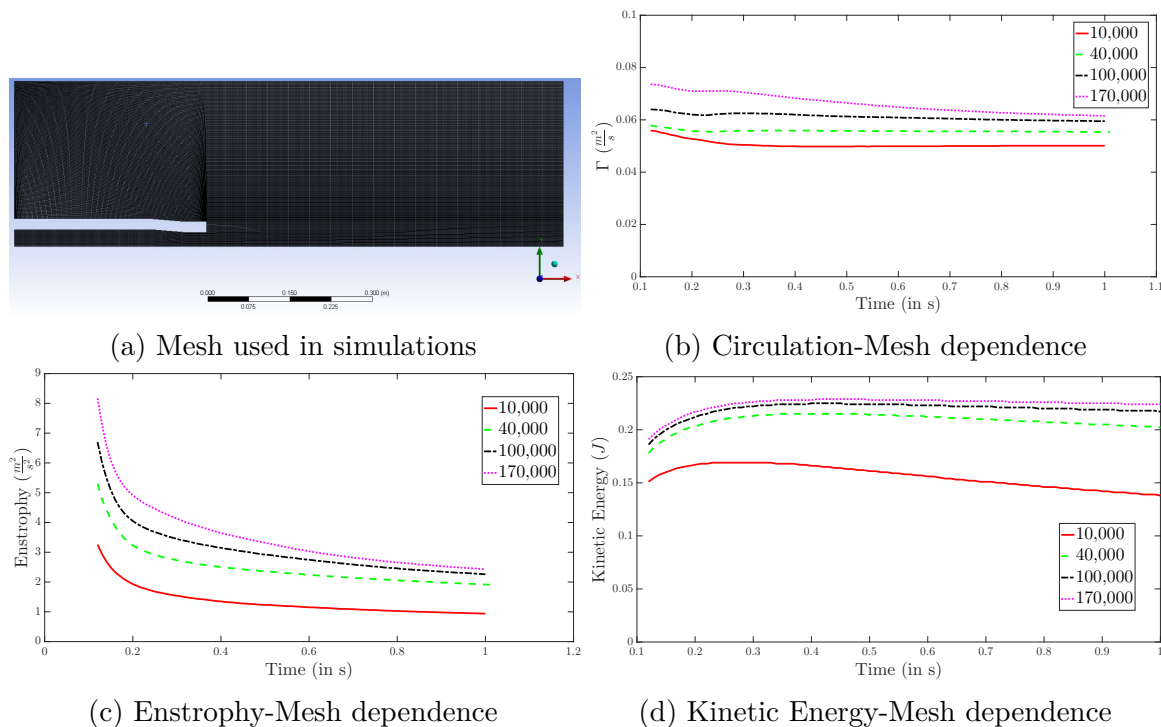 0.000
0.150
0.300 (m)
0.075
0.225
X
(a) Mesh used in simulations
0.1
0.08
0.06
0.04
0.02
0
Γ (m²/s)
10,000
40,000
100,000
170,000
0.1 0.2 0.3 0.4 0.5 0.6 0.7 0.8 0.9 1 1.1
Time (in s)
(b) Circulation-Mesh dependence
9
8
7
6
5
4
3
2
1
0
Enstrophy (m²/s²)
10,000
40,000
100,000
170,000
0 0.2 0.4 0.6 0.8 1 1.2
Time (in s)
(c) Enstrophy-Mesh dependence
0.25
0.2
0.15
0.1
0.05
0
Kinetic Energy (J)
10,000
40,000
100,000
170,000
0.1 0.2 0.3 0.4 0.5 0.6 0.7 0.8 0.9 1
Time (in s)
(d) Kinetic Energy-Mesh dependence